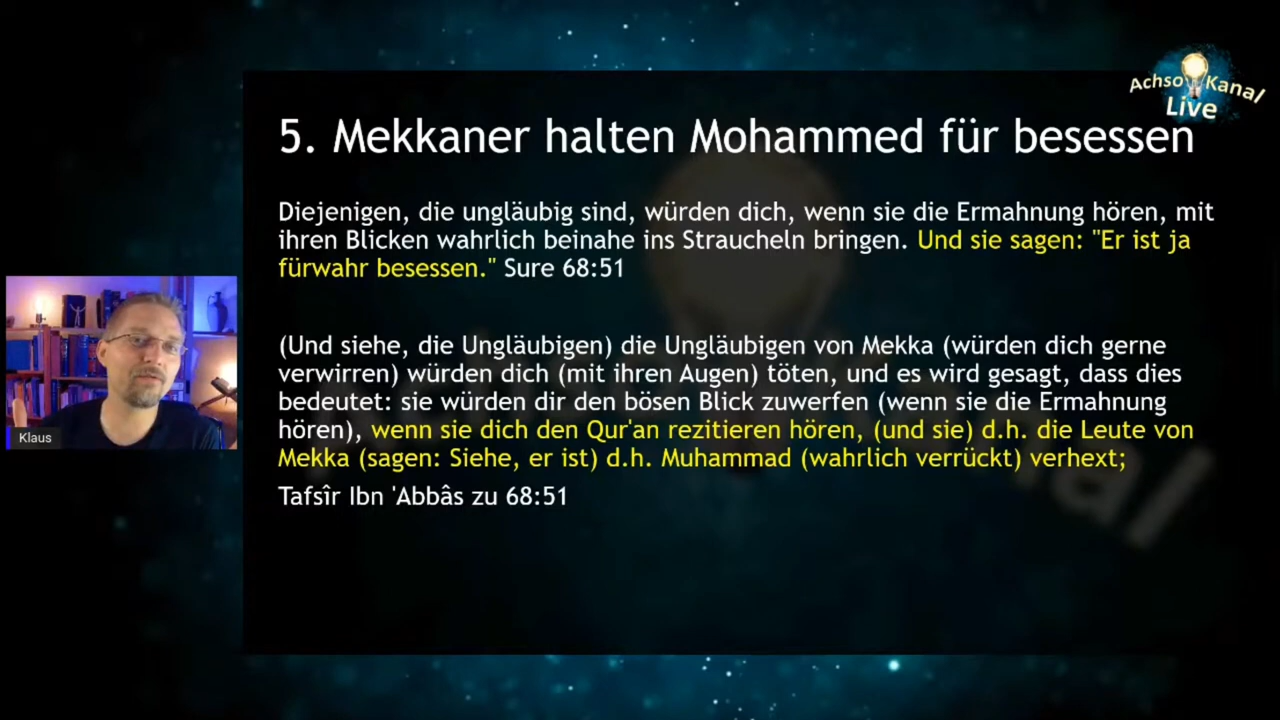 Achso Kanal
Live
5. Mekkaner halten Mohammed für besessen
Diejenigen, die ungläubig sind, würden dich, wenn sie die Ermahnung hören, mit
ihren Blicken wahrlich beinahe ins Straucheln bringen. Und sie sagen: "Er ist ja
fürwahr besessen." Sure 68:51
(Und siehe, die Ungläubigen) die Ungläubigen von Mekka (würden dich gerne
verwirren) würden dich (mit ihren Augen) töten, und es wird gesagt, dass dies
bedeutet: sie würden dir den bösen Blick zuwerfen (wenn sie die Ermahnung
hören), wenn sie dich den Qur'an rezitieren hören, (und sie) d.h. die Leute von
Mekka (sagen: Siehe, er ist) d.h. Muhammad (wahrlich verrückt) verhext;
Tafsîr Ibn 'Abbâs zu 68:51
Klaus